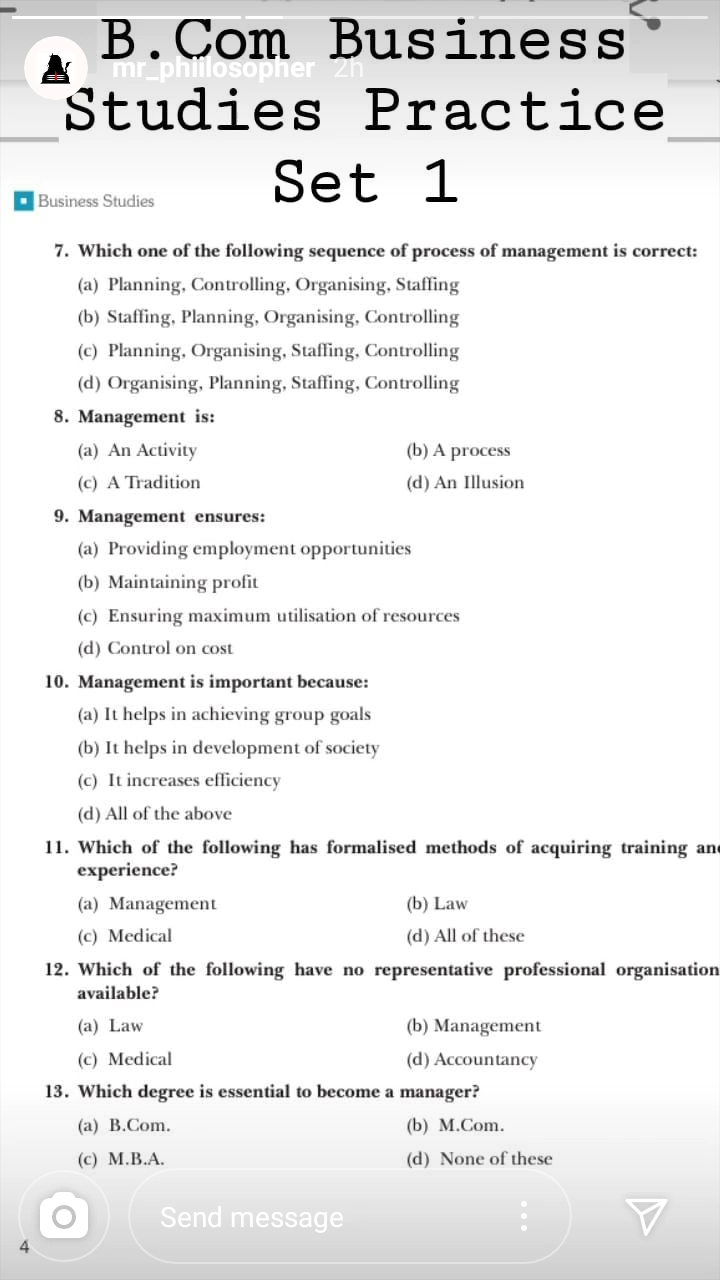 B.Com Business
mr_phiilosopher 2h
Studies Practice
Set 1
Business Studies
7. Which one of the following sequence of process of management is correct:
(a) Planning, Controlling, Organising, Staffing
(b) Staffing, Planning, Organising, Controlling
(c) Planning, Organising, Staffing, Controlling
(d) Organising, Planning, Staffing, Controlling
8. Management is:
(a) An Activity (b) A process
(c) A Tradition (d) An Illusion
9. Management ensures:
(a) Providing employment opportunities
(b) Maintaining profit
(c) Ensuring maximum utilisation of resources
(d) Control on cost
10. Management is important because:
(a) It helps in achieving group goals
(b) It helps in development of society
(c) It increases efficiency
(d) All of the above
11. Which of the following has formalised methods of acquiring training an
experience?
(a) Management (b) Law
(c) Medical (d) All of these
12. Which of the following have no representative professional organisation
available?
(a) Law (b) Management
(c) Medical (d) Accountancy
13. Which degree is essential to become a manager?
(a) B.Com. (b) M.Com.
(c) M.B.A. (d) None of these
Send message
4